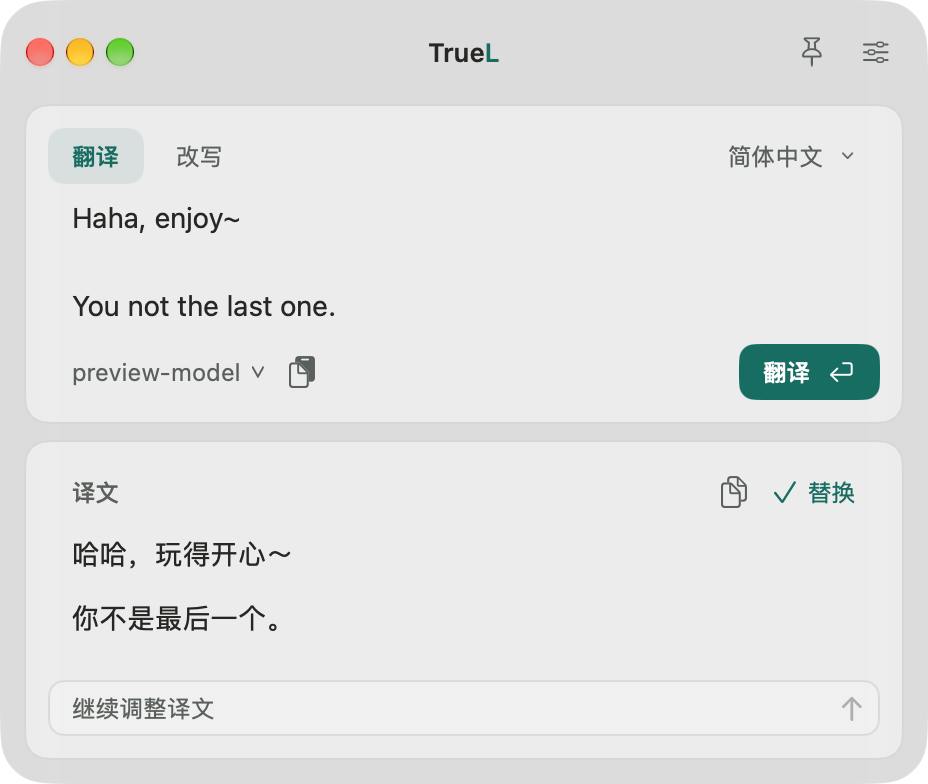 TrueL
翻译 改写 简体中文
Haha, enjoy~
You not the last one.
preview-model 翻译
译文 替换
哈哈，玩得开心～
你不是最后一个。
继续调整译文